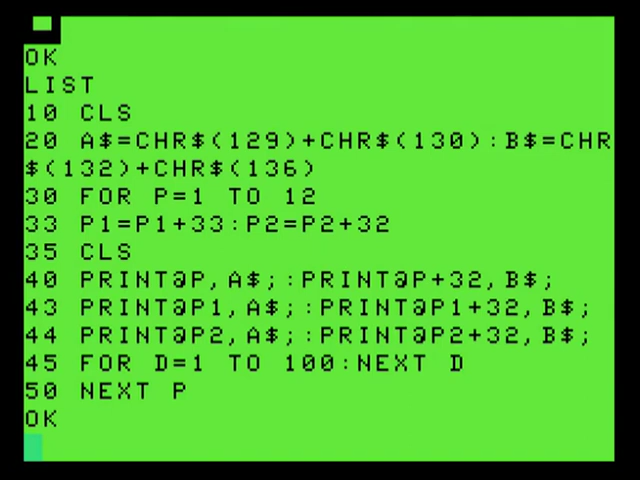 OK
LIST
10 CLS
20 A$=CHR$(129)+CHR$(130):B$=CHR
$(132)+CHR$(136)
30 FOR P=1 TO 12
33 P1=P1+33:P2=P2+32
35 CLS
40 PRINT@P,A$;:PRINT@P+32,B$;
43 PRINT@P1,A$;:PRINT@P1+32,B$;
44 PRINT@P2,A$;:PRINT@P2+32,B$;
45 FOR D=1 TO 100:NEXT D
50 NEXT P
OK